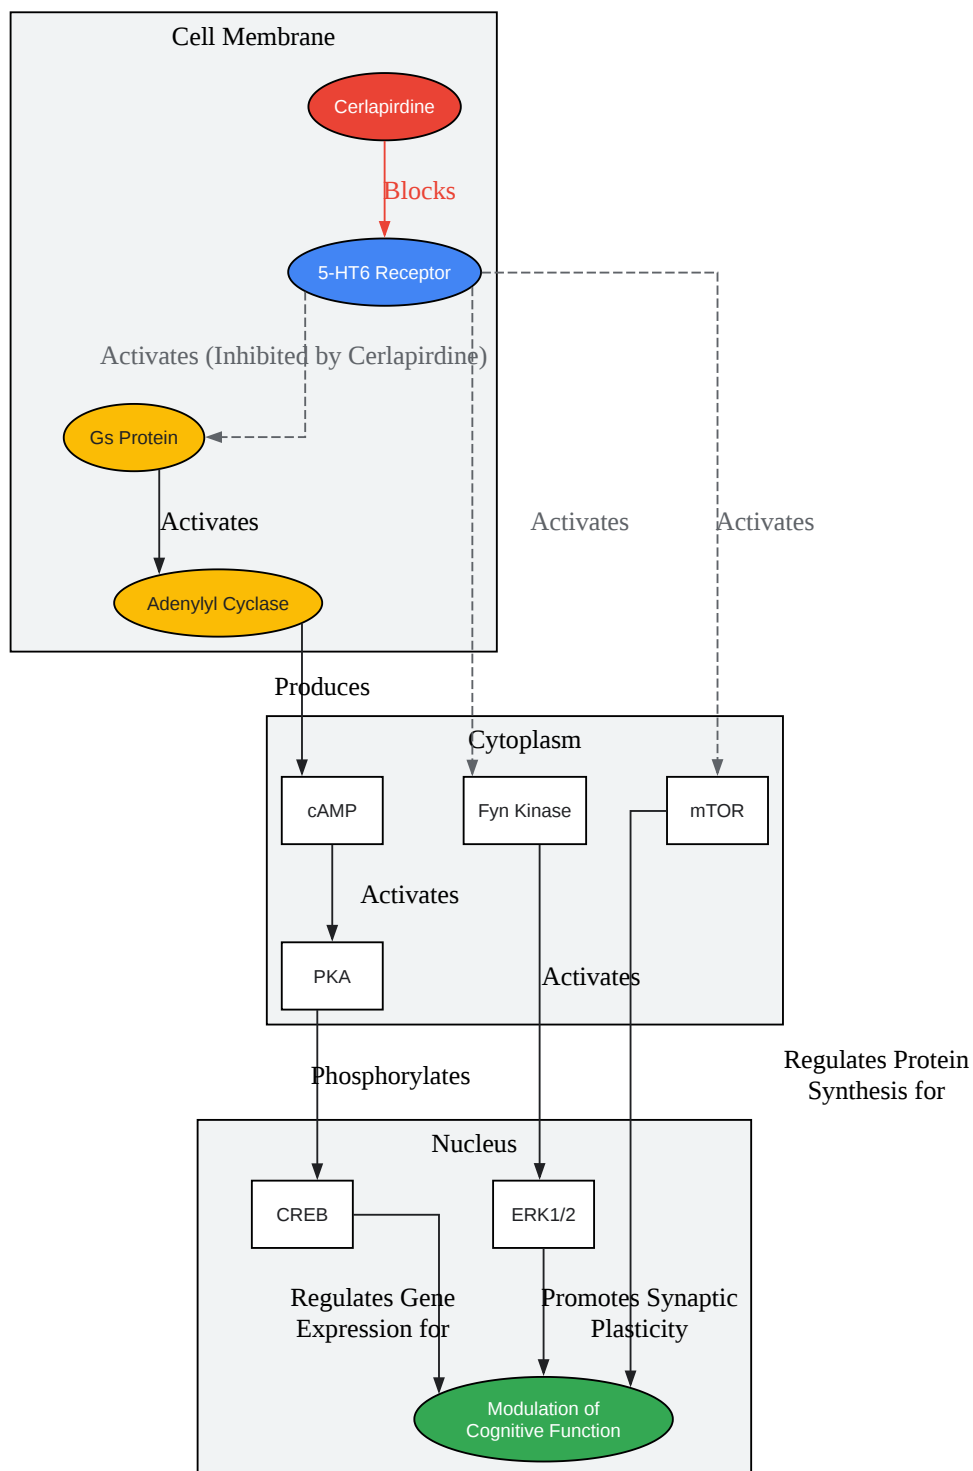 Cell Membrane
Cerlapirdine
Blocks
5-HT6 Receptor
Activates (Inhibited by Cerlapirdine)
Gs Protein
Activates
Activates
Activates
Adenylyl Cyclase
Produces
Cytoplasm
cAMP
Fyn Kinase
mTOR
Activates
PKA
Activates
Regulates Protein
Synthesis for
Phosphorylates
Nucleus
CREB
ERK1/2
Regulates Gene
Expression for
Promotes Synaptic
Plasticity
Modulation of
Cognitive Function